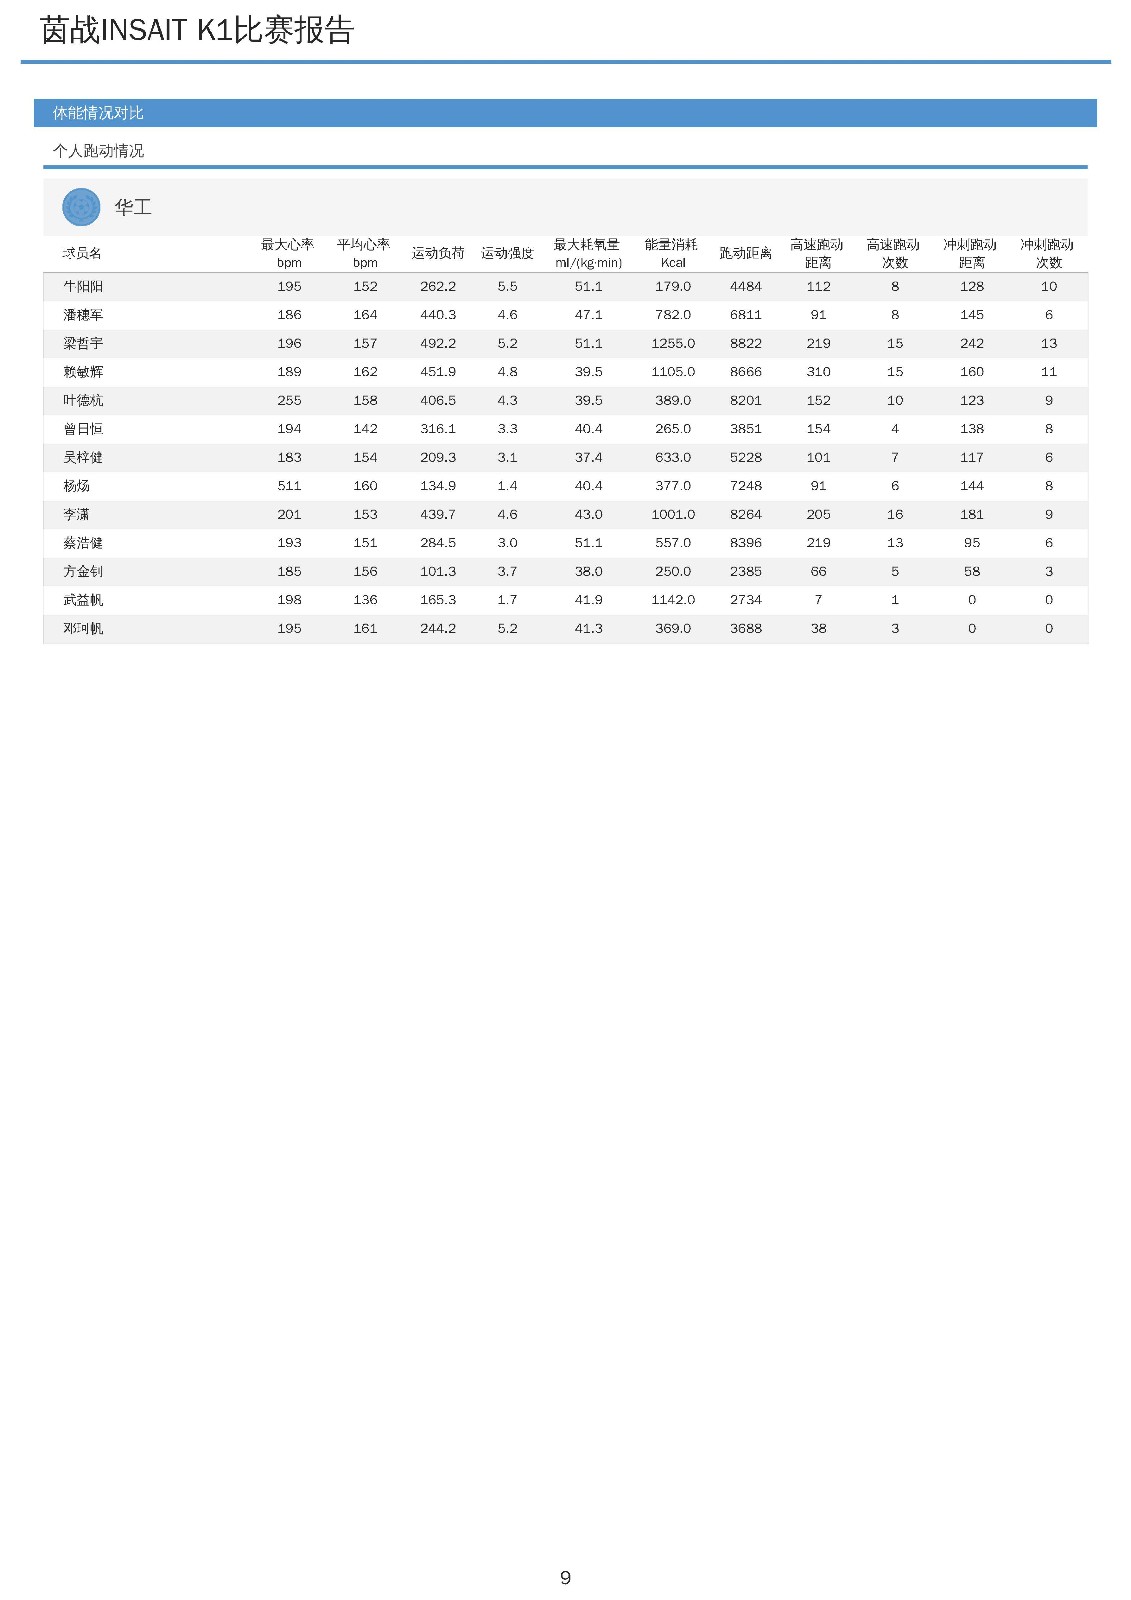 茵战INSAIT K1比赛报告
体能情况对比
个人跑动情况
华工
球员名 最大心率 bpm 平均心率 bpm 运动负荷 运动强度 最大耗氧量 ml/(kg·min) 能量消耗 Kcal 跑动距离 高速跑动距离 高速跑动次数 冲刺跑动距离 冲刺跑动次数
牛阳阳 195 152 262.2 5.5 51.1 179.0 4484 112 8 128 10
潘穗军 186 164 440.3 4.6 47.1 782.0 6811 91 8 145 6
梁哲宇 196 157 492.2 5.2 51.1 1255.0 8822 219 15 242 13
赖敏辉 189 162 451.9 4.8 39.5 1105.0 8666 310 15 160 11
叶德杭 255 158 406.5 4.3 39.5 389.0 8201 152 10 123 9
曾日恒 194 142 316.1 3.3 40.4 265.0 3851 154 4 138 8
吴梓健 183 154 209.3 3.1 37.4 633.0 5228 101 7 117 6
杨炀 511 160 134.9 1.4 40.4 377.0 7248 91 6 144 8
李潇 201 153 439.7 4.6 43.0 1001.0 8264 205 16 181 9
蔡浩健 193 151 284.5 3.0 51.1 557.0 8396 219 13 95 6
方金钊 185 156 101.3 3.7 38.0 250.0 2385 66 5 58 3
武益帆 198 136 165.3 1.7 41.9 1142.0 2734 7 1 0 0
邓珂帆 195 161 244.2 5.2 41.3 369.0 3688 38 3 0 0
9